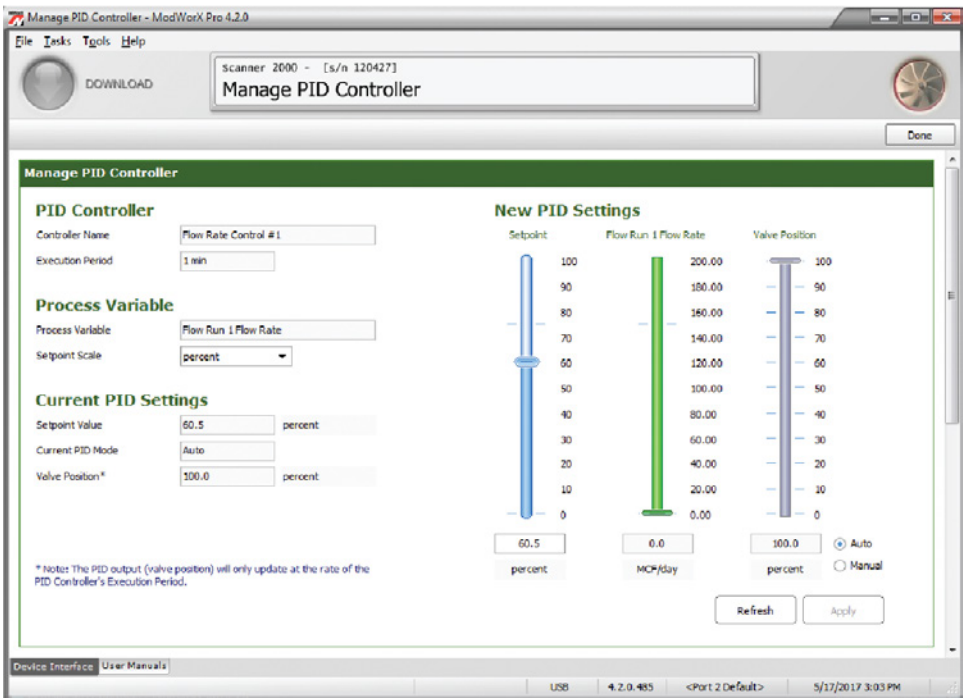 Manage PID Controller - ModWorX Pro 4.2.0
File Tasks Tools Help
DOWNLOAD
Scanner 2000 - [s/n 120427]
Manage PID Controller
Done
Manage PID Controller
PID Controller
Controller Name Flow Rate Control #1
Execution Period 1 min
Process Variable
Process Variable Flow Run 1 Flow Rate
Setpoint Scale percent
Current PID Settings
Setpoint Value 60.5 percent
Current PID Mode Auto
Valve Position* 100.0 percent
* Note: The PID output (valve position) will only update at the rate of the
PID Controller's Execution Period.
New PID Settings
Setpoint Flow Run 1 Flow Rate Valve Position
100 200.00 100
90 180.00 90
80 160.00 80
70 140.00 70
60 120.00 60
50 100.00 50
40 80.00 40
30 60.00 30
20 40.00 20
10 20.00 10
0 0.00 0
60.5 0.0 100.0 Auto
percent MCF/day percent Manual
Refresh Apply
Device Interface User Manuals
USB 4.2.0.485 <Port 2 Default> 5/17/2017 3:03 PM